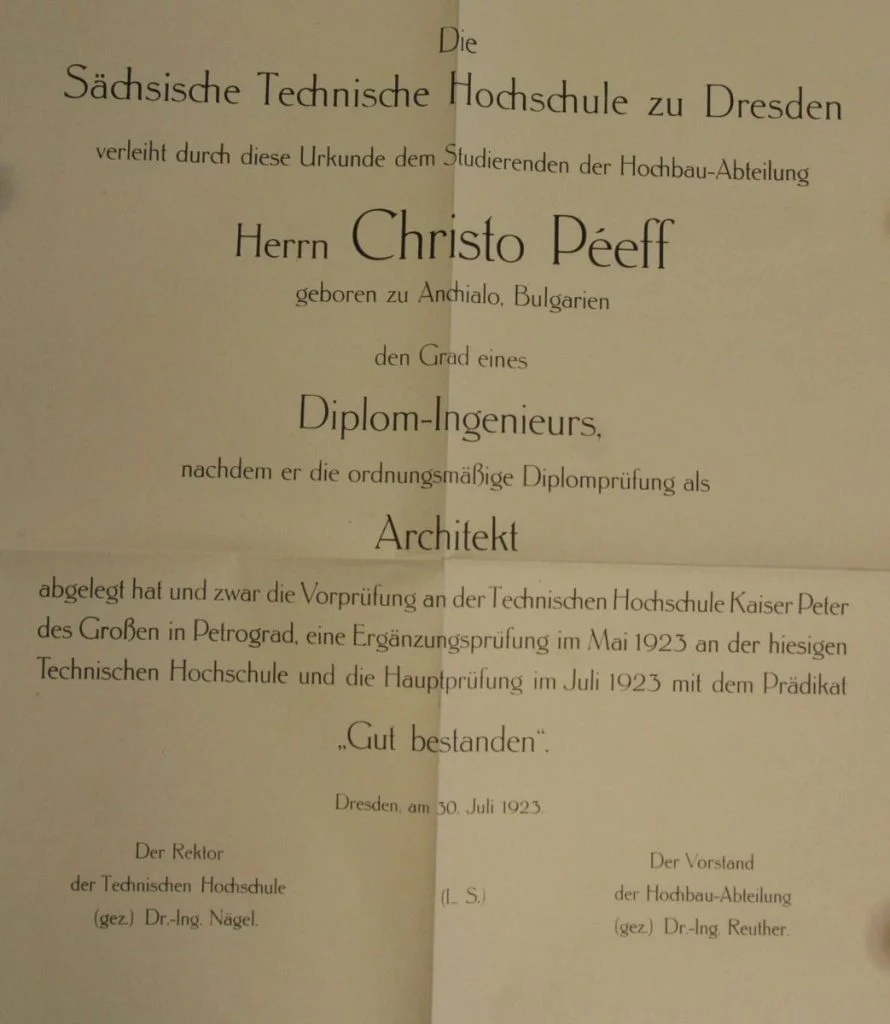 Die
Sächsische Technische Hochschule zu Dresden
verleiht durch diese Urkunde dem Studierenden der Hochbau-Abteilung
Herrn Christo Péeff
geboren zu Anchialo, Bulgarien
den Grad eines
Diplom-Ingenieurs,
nachdem er die ordnungsmäßige Diplomprüfung als
Architekt
abgelegt hat und zwar die Vorprüfung an der Technischen Hochschule Kaiser Peter
des Großen in Petrograd, eine Ergänzungsprüfung im Mai 1923 an der hiesigen
Technischen Hochschule und die Hauptprüfung im Juli 1923 mit dem Prädikat
„Gut bestanden“.
Dresden, am 30. Juli 1923.
Der Rektor
der Technischen Hochschule
(gez.) Dr.-Ing. Nägel.
(L. S.)
Der Vorstand
der Hochbau-Abteilung
(gez.) Dr.-Ing. Reuther.